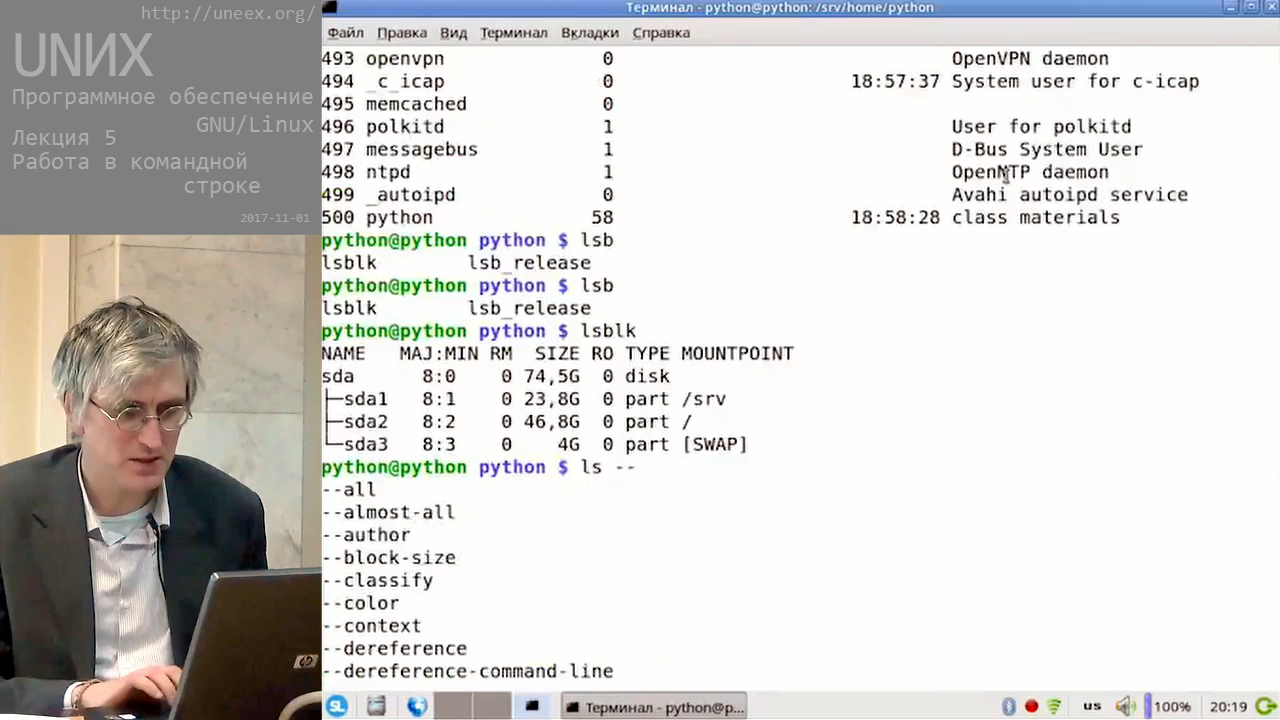 http://uneex.org/
UNИX
Программное обеспечение
GNU/Linux
Лекция 5
Работа в командной
строке
2017-11-01
Терминал - python@python: /srv/home/python
Файл Правка Вид Терминал Вкладки Справка
493 openvpn 0 OpenVPN daemon
494 _c_icap 0 18:57:37 System user for c-icap
495 memcached 0
496 polkitd 1 User for polkitd
497 messagebus 1 D-Bus System User
498 ntpd 1 OpenNTP daemon
499 _autoipd 0 Avahi autoipd service
500 python 58 18:58:28 class materials
python@python python $ lsb
lsblk lsb_release
python@python python $ lsb
lsblk lsb_release
python@python python $ lsblk
NAME MAJ:MIN RM SIZE RO TYPE MOUNTPOINT
sda 8:0 0 74,5G 0 disk
├─sda1 8:1 0 23,8G 0 part /srv
├─sda2 8:2 0 46,8G 0 part /
└─sda3 8:3 0 4G 0 part [SWAP]
python@python python $ ls --
--all
--almost-all
--author
--block-size
--classify
--color
--context
--dereference
--dereference-command-line
hp
SL
Терминал - python@p...
us
100%
20:19